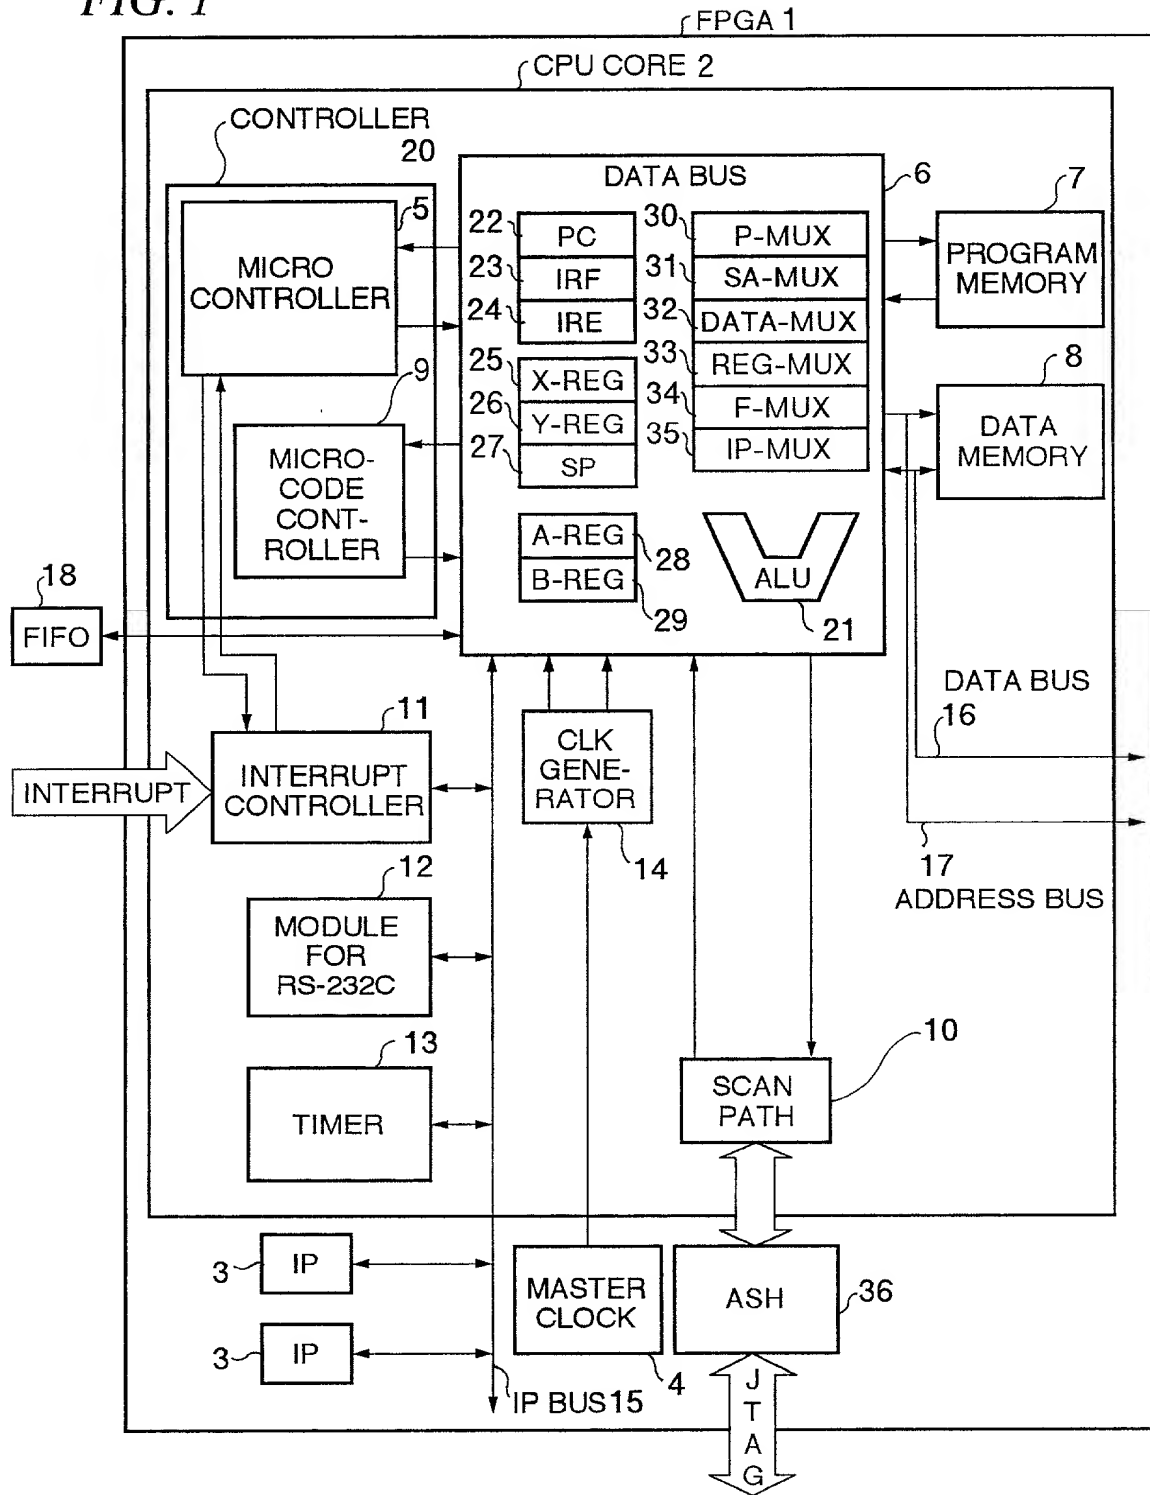 FIG. 1
FPGA 1
CPU CORE 2
CONTROLLER
20
DATA BUS
6
5
MICRO
CONTROLLER
9
MICRO-
CODE
CONT-
ROLLER
22
PC
23
IRF
24
IRE
25
X-REG
26
Y-REG
27
SP
A-REG
28
B-REG
29
30
P-MUX
31
SA-MUX
32
DATA-MUX
33
REG-MUX
34
F-MUX
35
IP-MUX
ALU
21
7
PROGRAM
MEMORY
8
DATA
MEMORY
18
FIFO
DATA BUS
16
17
ADDRESS BUS
11
INTERRUPT
INTERRUPT
CONTROLLER
CLK
GENE-
RATOR
14
12
MODULE
FOR
RS-232C
13
TIMER
10
SCAN
PATH
3
IP
3
IP
MASTER
CLOCK
4
ASH
36
IP BUS 15
J
T
A
G